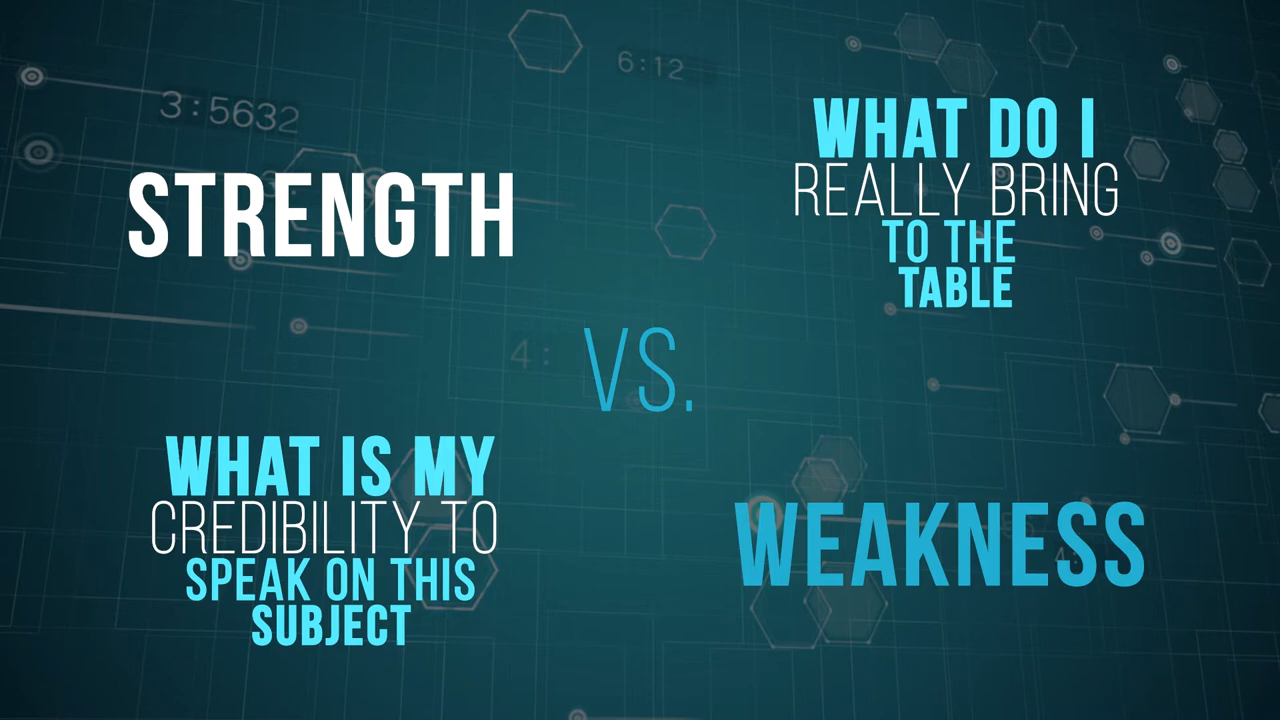 6:12
3:5632
STRENGTH
WHAT DO I
REALLY BRING
TO THE
TABLE
4:
VS.
WHAT IS MY
CREDIBILITY TO
SPEAK ON THIS
SUBJECT
WEAKNESS